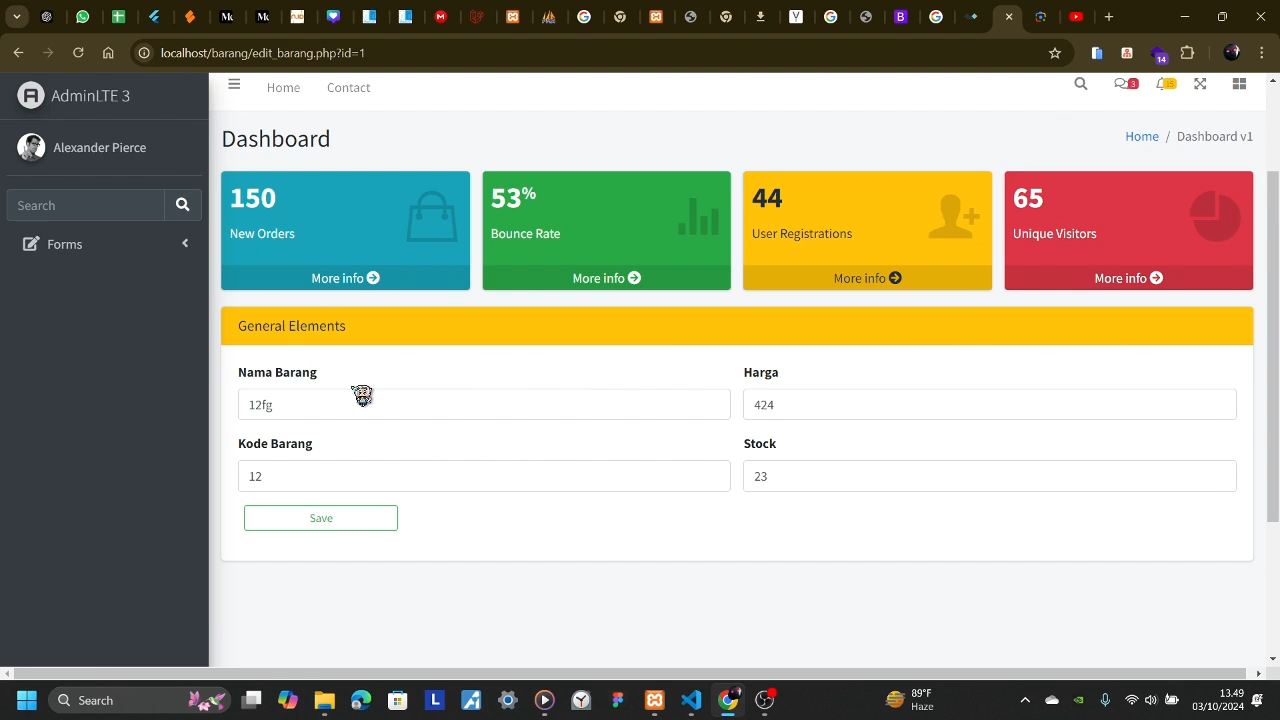 localhost/barang/edit_barang.php?id=1
14
AdminLTE 3
Home
Contact
3
15
Alexander Pierce
Search
Forms
Dashboard
Home / Dashboard v1
150
New Orders
More info
53%
Bounce Rate
More info
44
User Registrations
More info
65
Unique Visitors
More info
General Elements
Nama Barang
Harga
12fg
424
Kode Barang
Stock
12
23
Save
Search
89°F
Haze
13.49
03/10/2024